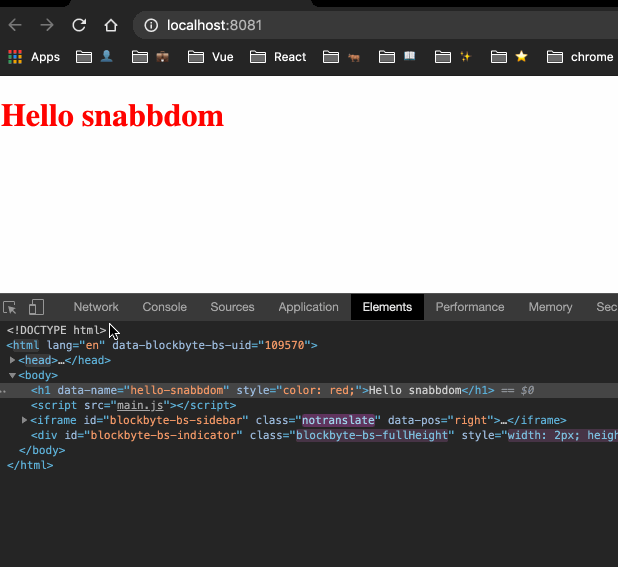 localhost:8081
Apps Vue React chrome
Hello snabbdom
Network Console Sources Application Elements Performance Memory Sec
<!DOCTYPE html>
<html lang="en" data-blockbyte-bs-uid="109570">
<head>…</head>
<body>
<h1 data-name="hello-snabbdom" style="color: red;">Hello snabbdom</h1> == $0
<script src="main.js"></script>
<iframe id="blockbyte-bs-sidebar" class="notranslate" data-pos="right">…</iframe>
<div id="blockbyte-bs-indicator" class="blockbyte-bs-fullHeight" style="width: 2px; heigh
</body>
</html>